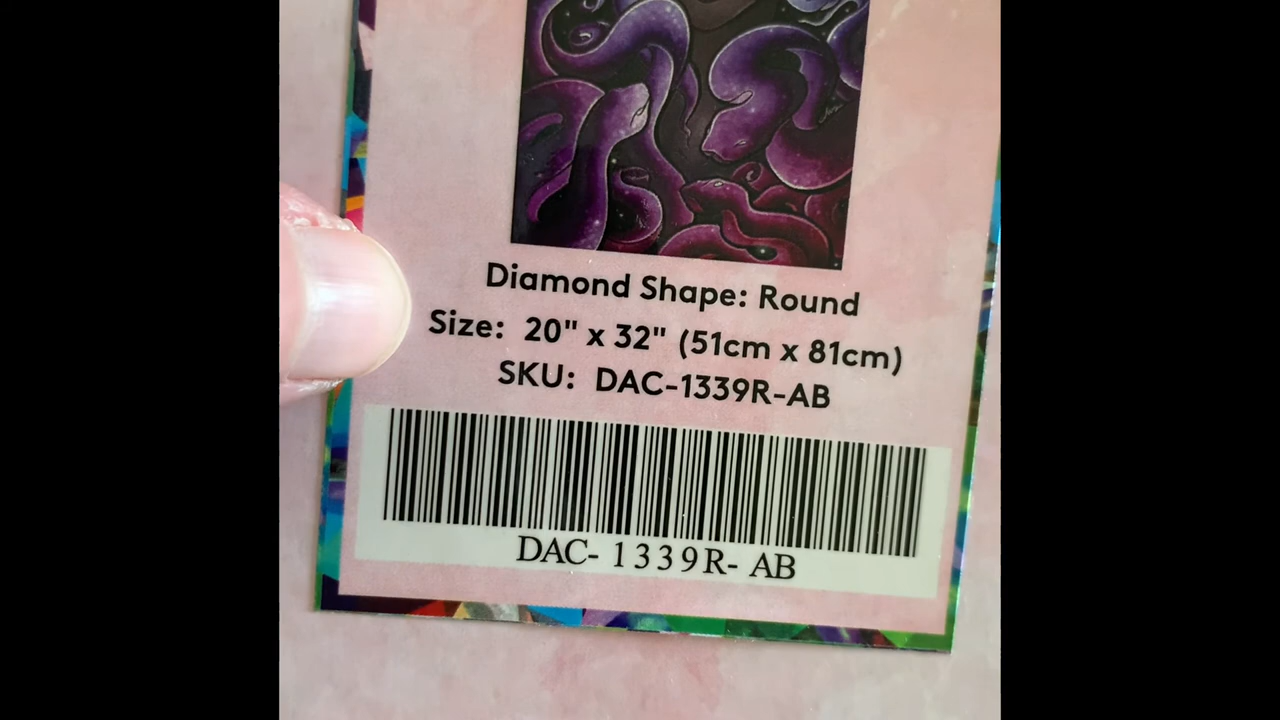 Diamond Shape: Round
Size: 20" x 32" (51cm x 81cm)
SKU: DAC-1339R-AB
DAC- 1339R- AB